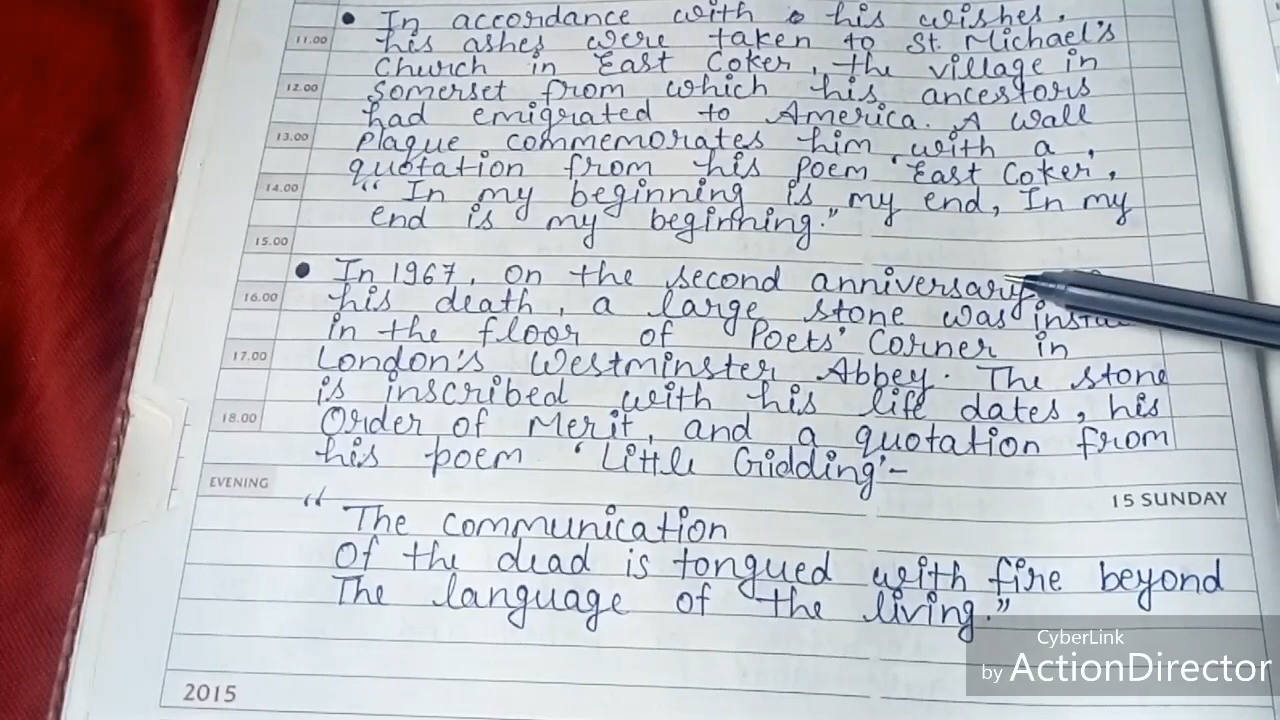 • In accordance with his wishes,
11.00 his ashes were taken to St. Michael's
Church in East Coker, the village in
12.00 Somerset from which his ancestors
had emigrated to America. A wall
13.00 Plaque commemorates him with a
quotation from his poem 'East Coker',
14.00 "In my beginning is my end, In my
end is my beginning."
15.00
• In 1967, on the second anniversary
16.00 his death, a large stone was
in the floor of Poets' Corner in
17.00 London's Westminster Abbey. The stone
is inscribed with his life dates, his
18.00 Order of Merit, and a quotation from
his poem 'Little Gidding'-
EVENING 15 SUNDAY
"The communication
Of the dead is tongued with fire beyond
The language of the living."
2015
CyberLink
by ActionDirector